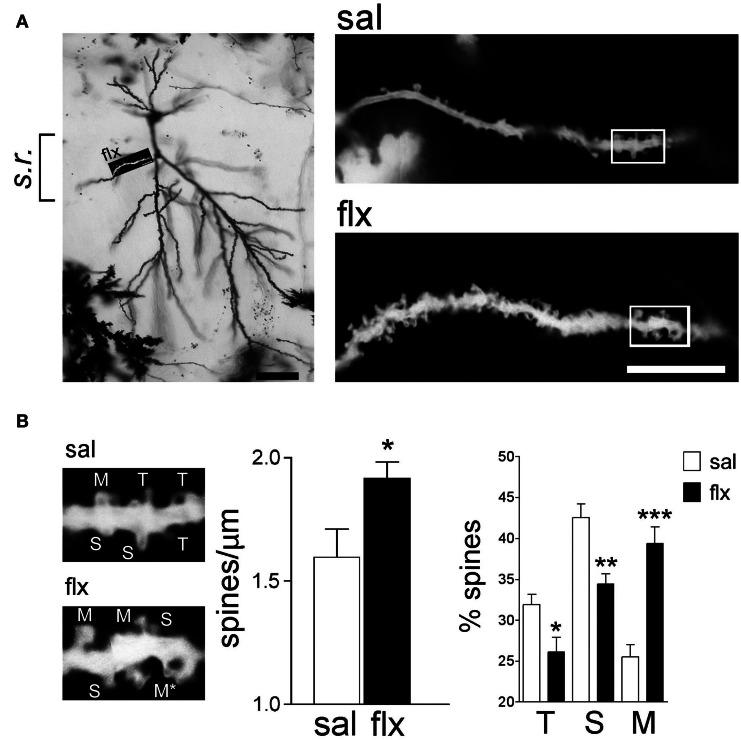 A
sal
s.r.
flx
flx
B
sal
M T T
S S T
flx
M M S
S M*
spines/µm
2.0
1.5
1.0
*
sal flx
% spines
50
45
40
35
31
25
20
*
**
***
T S M
sal
flx